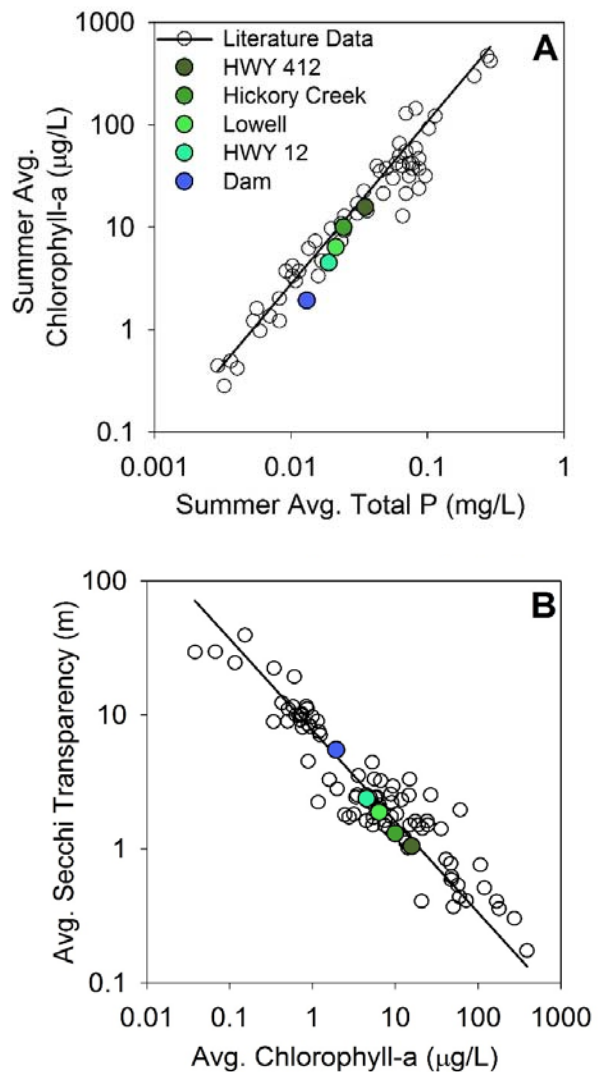 1000
100
10
1
0.1
Summer Avg.
Chlorophyll-a (μg/L)
Literature Data
HWY 412
Hickory Creek
Lowell
HWY 12
Dam
A
0.001 0.01 0.1 1
Summer Avg. Total P (mg/L)
100
10
1
0.1
Avg. Secchi Transparency (m)
B
0.01 0.1 1 10 100 1000
Avg. Chlorophyll-a (μg/L)